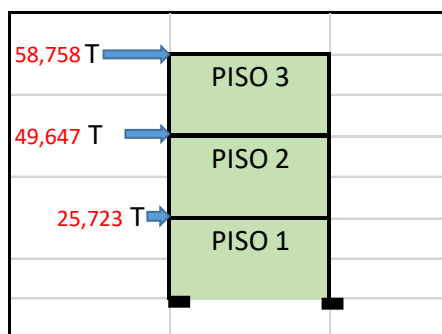 58,758 T
PISO 3
49,647 T
PISO 2
25,723 T
PISO 1